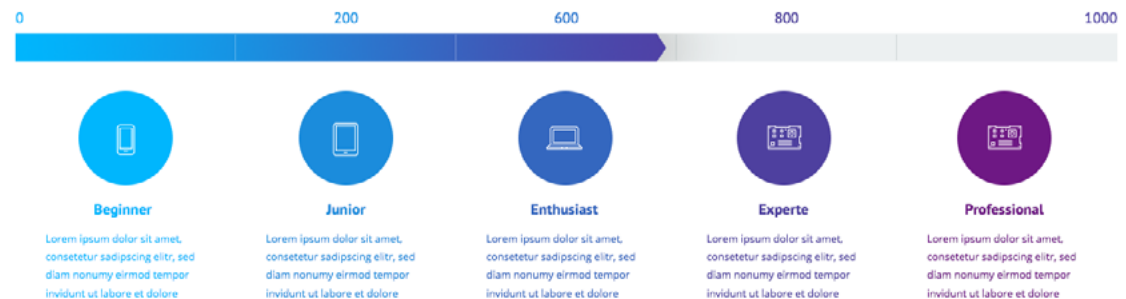 0 200 600 800 1000
Beginner Junior Enthusiast Experte Professional
Lorem ipsum dolor sit amet, Lorem ipsum dolor sit amet, Lorem ipsum dolor sit amet, Lorem ipsum dolor sit amet, Lorem ipsum dolor sit amet,
consetetur sadipscing elitr, sed consetetur sadipscing elitr, sed consetetur sadipscing elitr, sed consetetur sadipscing elitr, sed consetetur sadipscing elitr, sed
diam nonumy eirmod tempor diam nonumy eirmod tempor diam nonumy eirmod tempor diam nonumy eirmod tempor diam nonumy eirmod tempor
invidunt ut labore et dolore invidunt ut labore et dolore invidunt ut labore et dolore invidunt ut labore et dolore invidunt ut labore et dolore